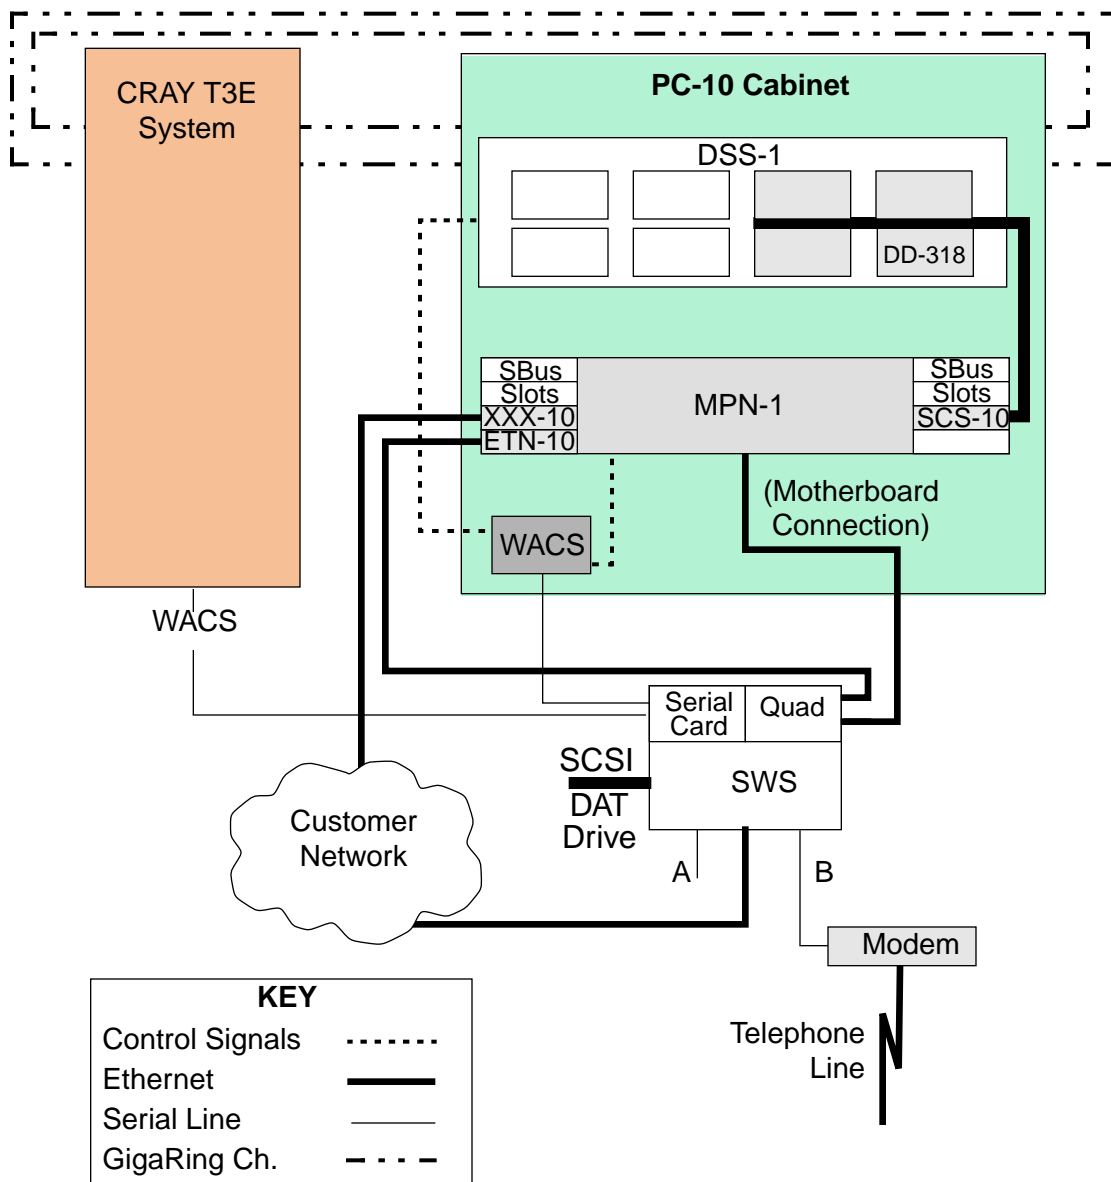 CRAY T3E
System
PC-10 Cabinet
DSS-1
DD-318
SBus
Slots
XXX-10
ETN-10
MPN-1
SBus
Slots
SCS-10
(Motherboard
Connection)
WACS
WACS
Serial
Card
Quad
SWS
SCSI
DAT
Drive
Customer
Network
A
B
Modem
Telephone
Line
KEY
Control Signals
Ethernet
Serial Line
GigaRing Ch.